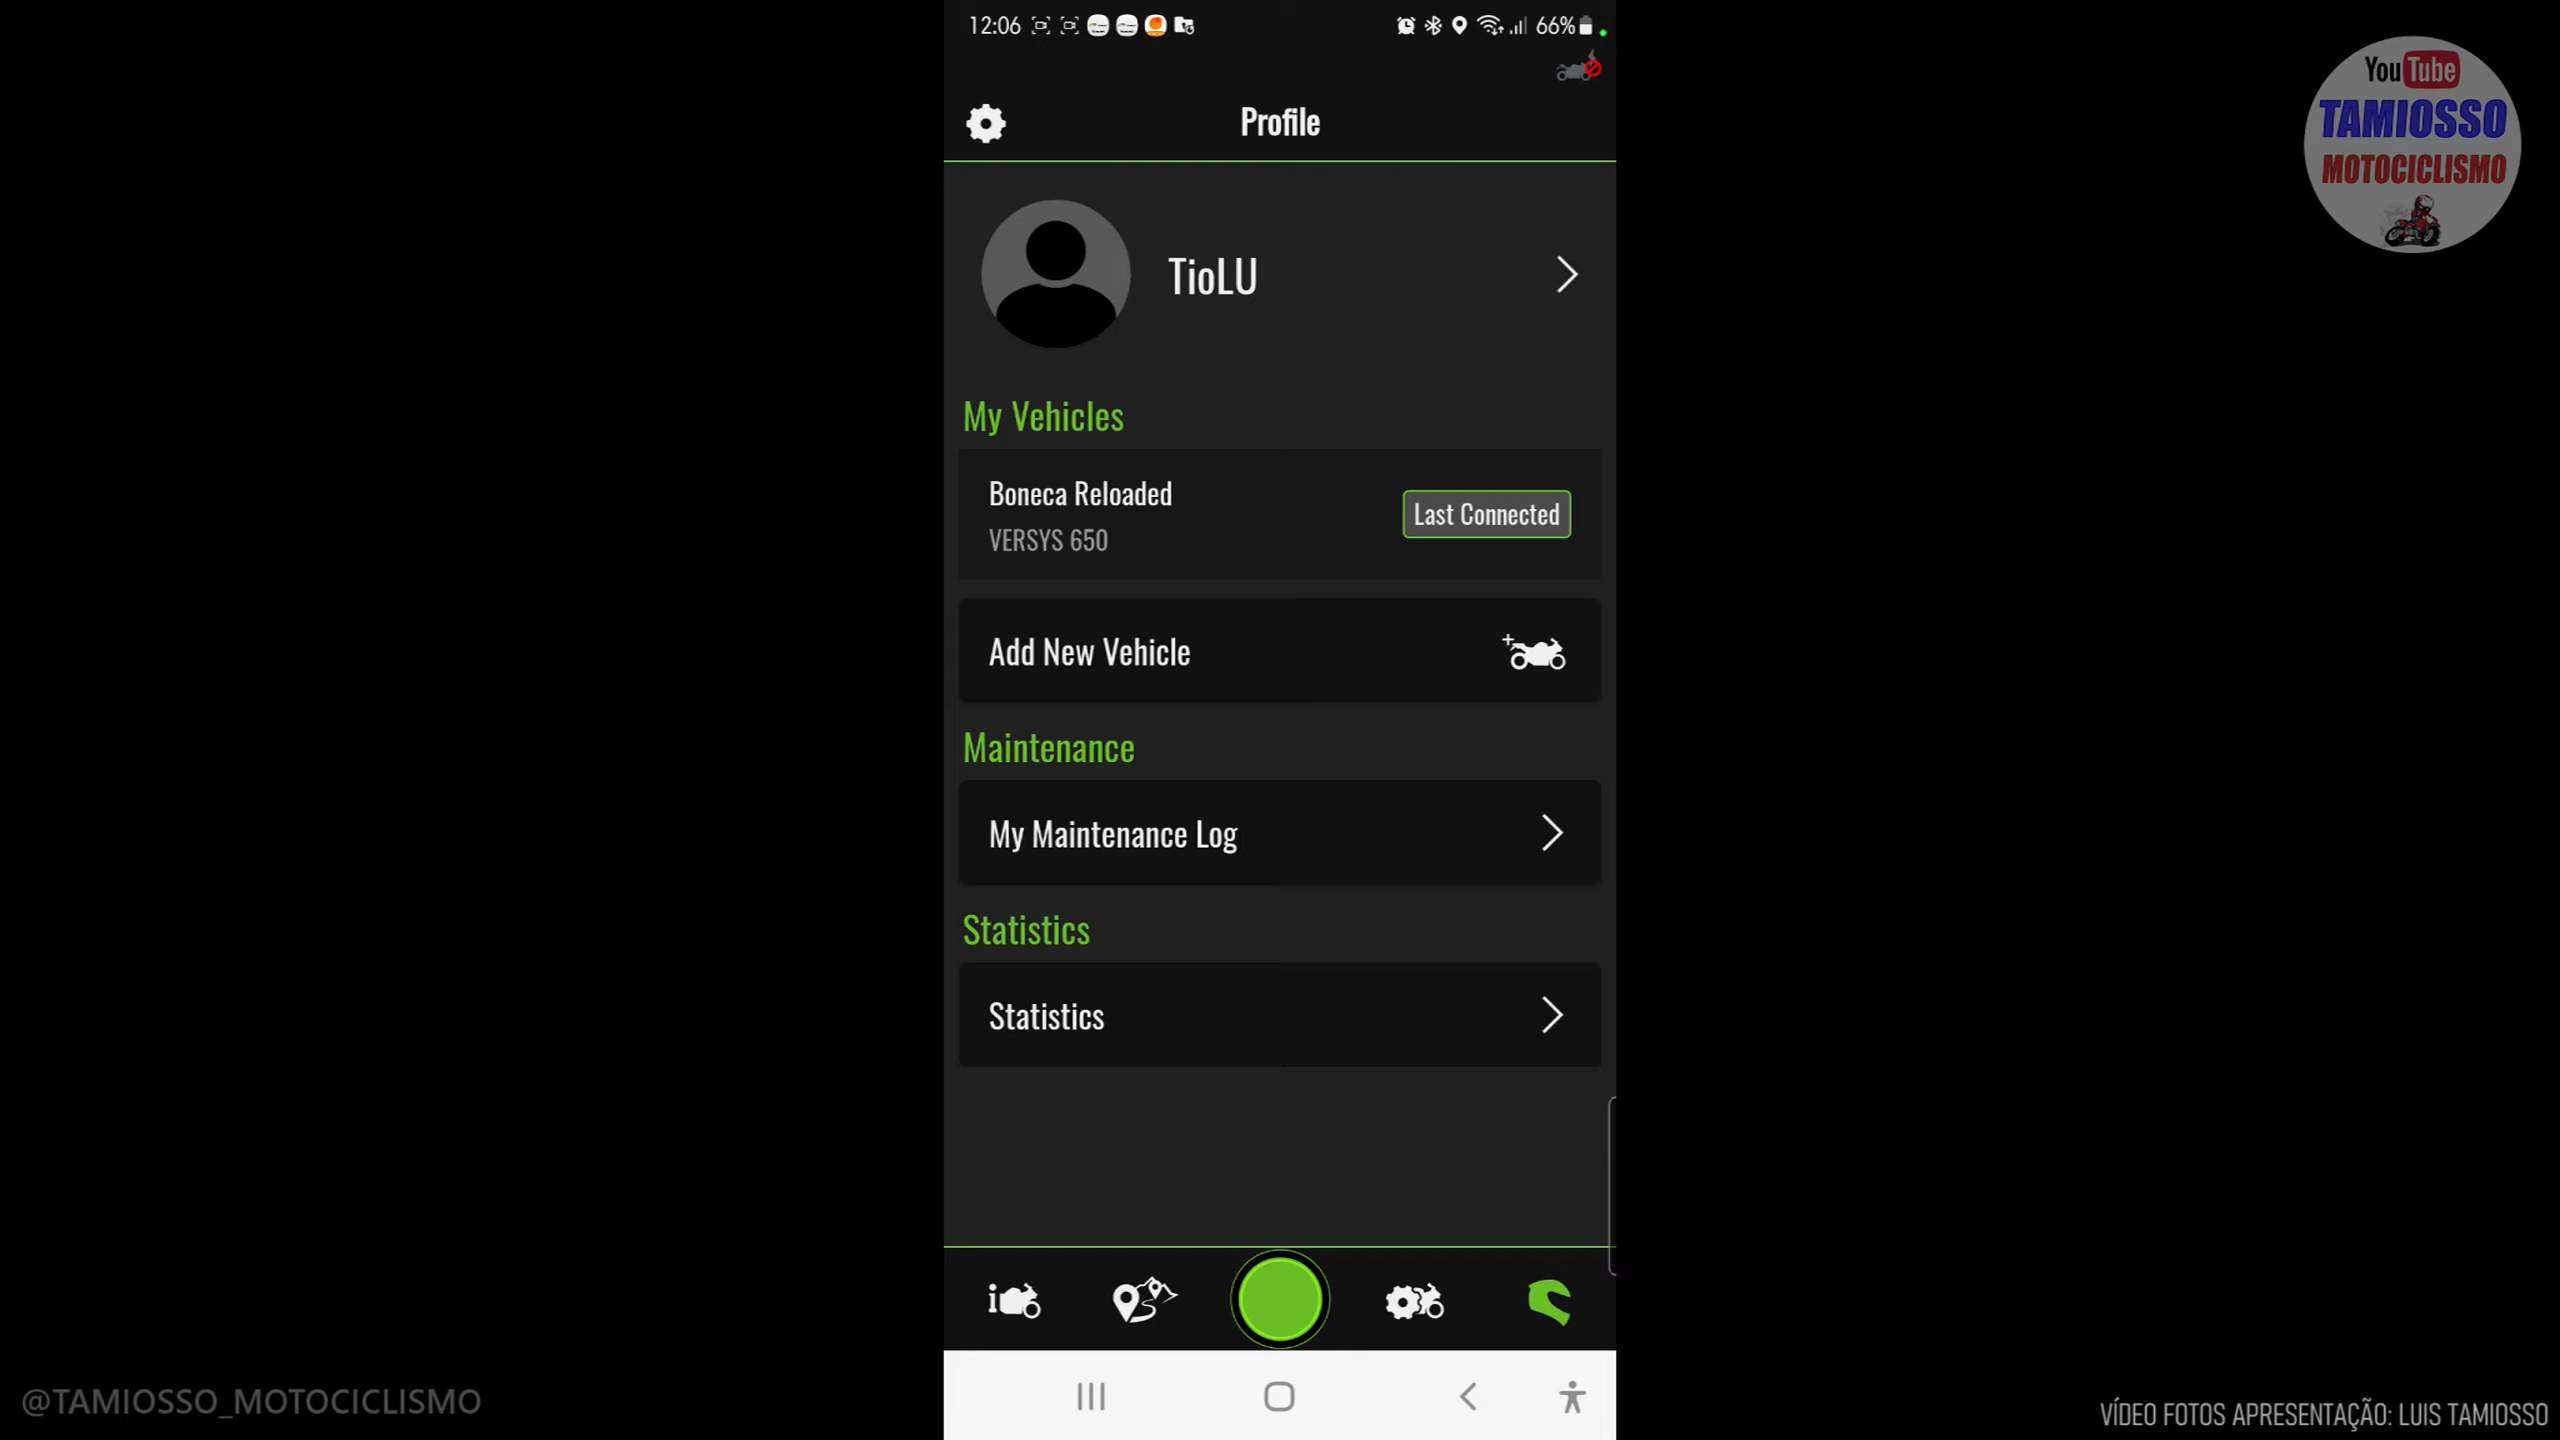 12:06
66%
YouTube
TAMIOSSO
MOTOCICLISMO
Profile
TioLU
My Vehicles
Boneca Reloaded
VERSYS 650
Last Connected
Add New Vehicle
Maintenance
My Maintenance Log
Statistics
Statistics
@TAMIOSSO_MOTOCICLISMO
VÍDEO FOTOS APRESENTAÇÃO: LUIS TAMIOSSO